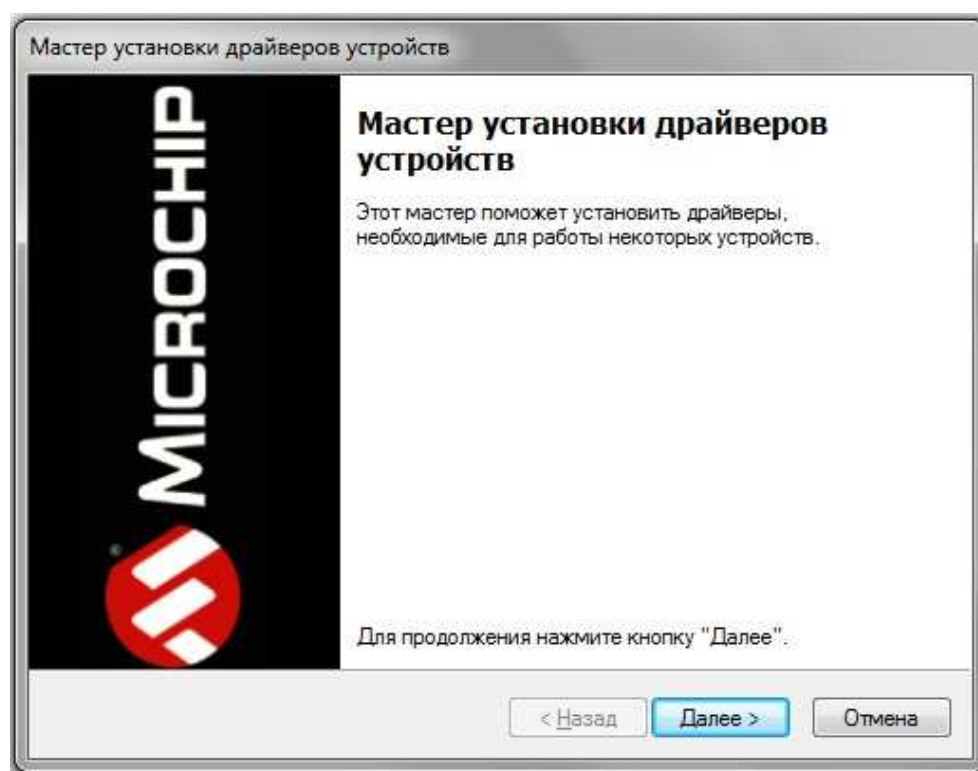 Мастер установки драйверов устройств
MICROCHIP
Мастер установки драйверов
устройств
Этот мастер поможет установить драйверы,
необходимые для работы некоторых устройств.
Для продолжения нажмите кнопку "Далее".
< Назад
Далее >
Отмена